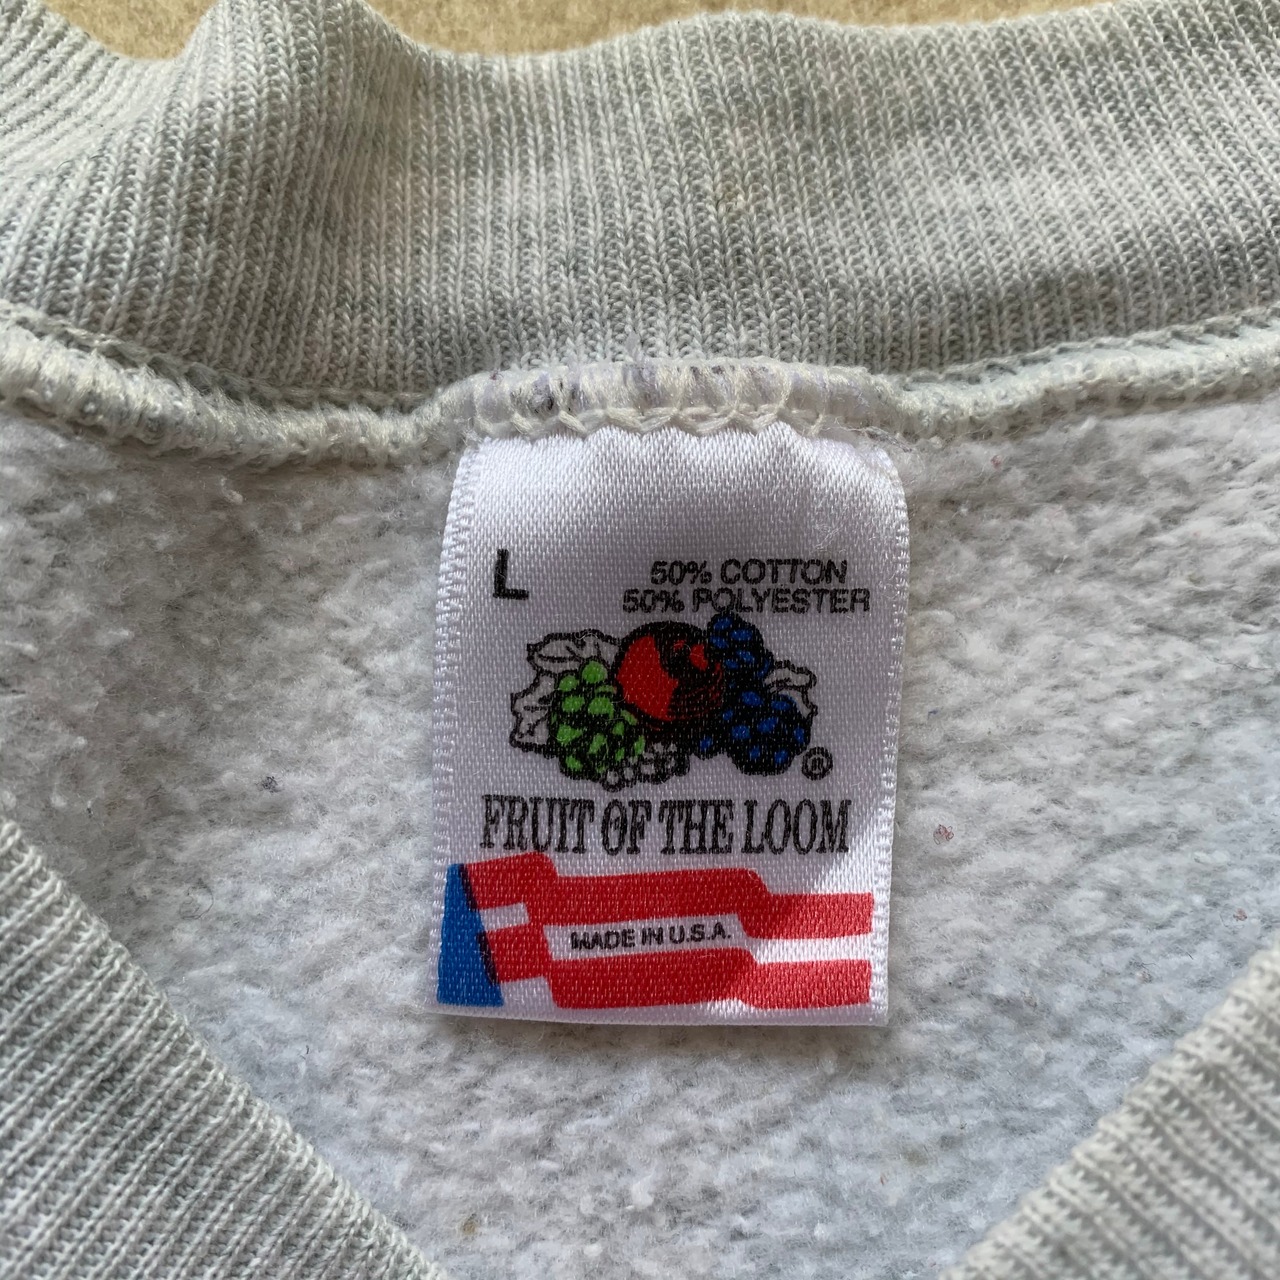 L
50% COTTON
50% POLYESTER
®
FRUIT OF THE LOOM
MADE IN U.S.A.